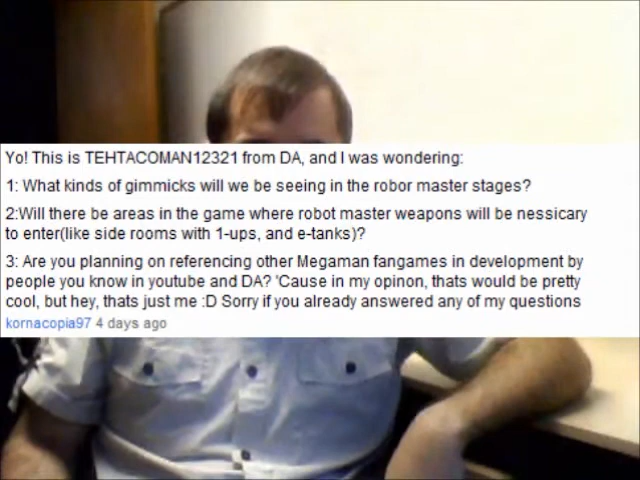 Yo! This is TEHTACOMAN12321 from DA, and I was wondering:
1: What kinds of gimmicks will we be seeing in the robor master stages?
2:Will there be areas in the game where robot master weapons will be nessicary
to enter(like side rooms with 1-ups, and e-tanks)?
3: Are you planning on referencing other Megaman fangames in development by
people you know in youtube and DA? 'Cause in my opinon, thats would be pretty
cool, but hey, thats just me :D Sorry if you already answered any of my questions
kornacopia97 4 days ago